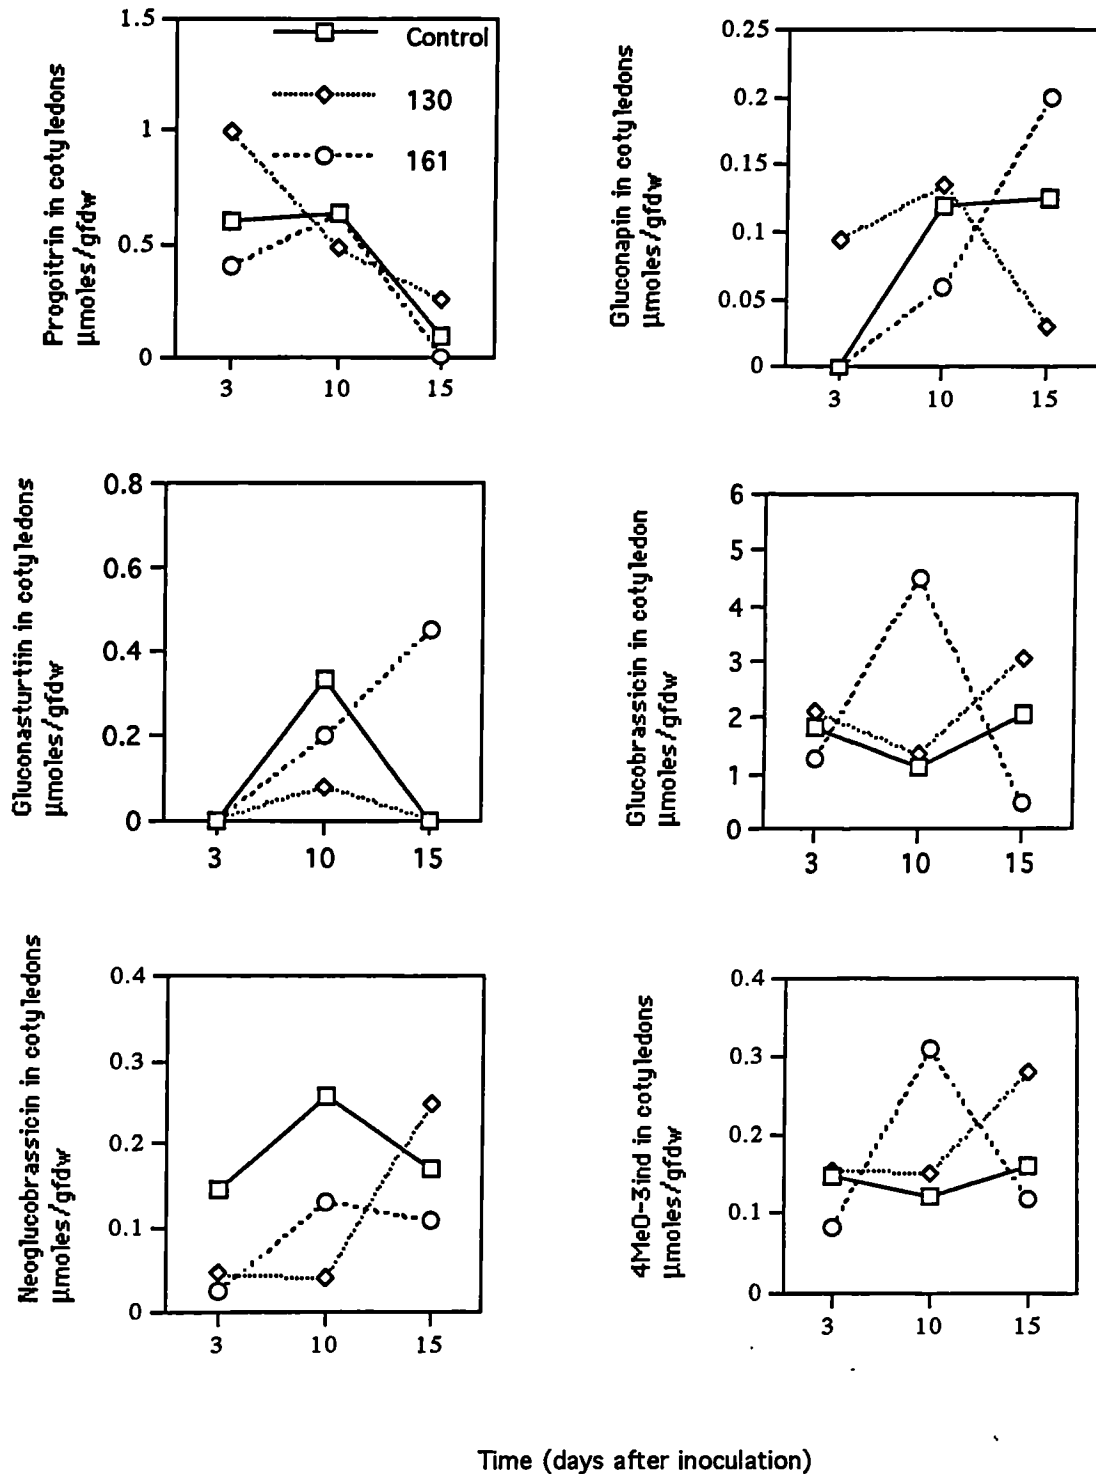 Progoitrin in cotyledons
µmoles/gfdw
1.5
1
0.5
0
Control
130
161
3 10 15
Gluconapin in cotyledons
µmoles/gfdw
0.25
0.2
0.15
0.1
0.05
0
3 10 15
Gluconasturtiin in cotyledons
µmoles/gfdw
0.8
0.6
0.4
0.2
0
3 10 15
Glucobrassicin in cotyledon
µmoles/gfdw
6
5
4
3
2
1
0
3 10 15
Neoglucobrassicin in cotyledons
µmoles/gfdw
0.4
0.3
0.2
0.1
0
3 10 15
4MeO-3ind in cotyledons
µmoles/gfdw
0.4
0.3
0.2
0.1
0
3 10 15
Time (days after inoculation)